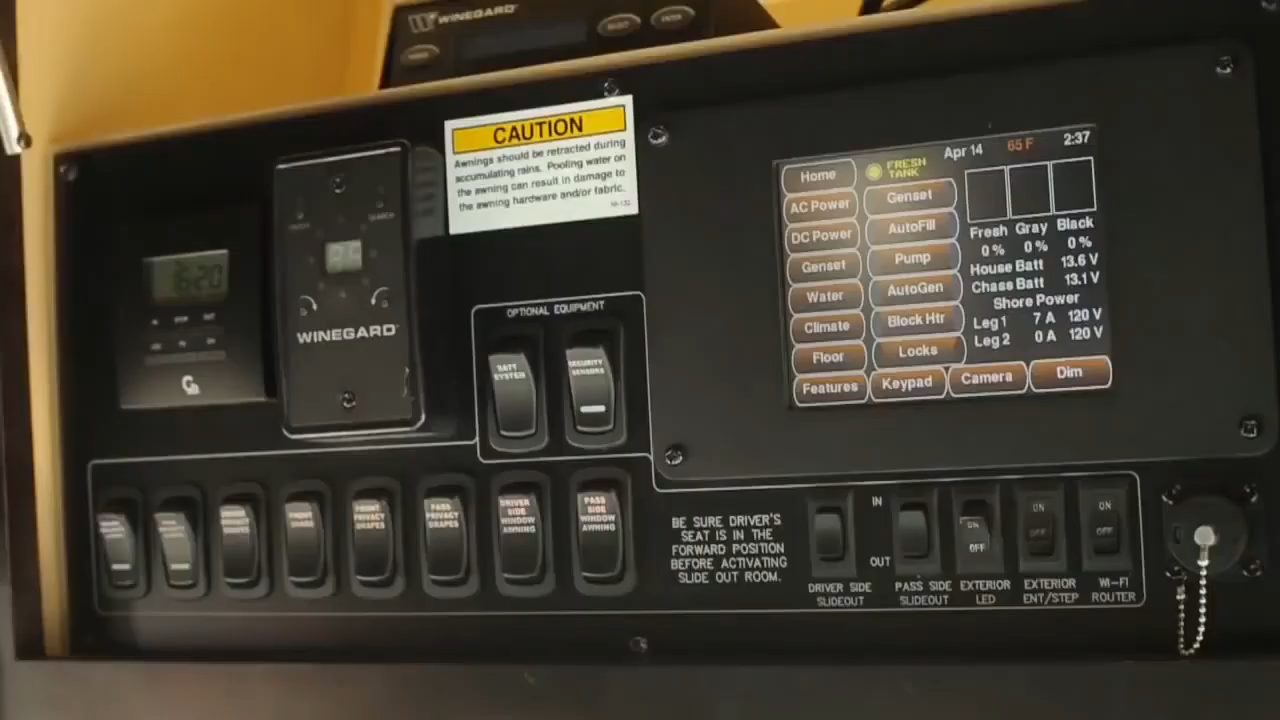 WINEGARD
SELECT
ENTER
CAUTION
Awnings should be retracted during
accumulating rains. Pooling water on
the awning can result in damage to
the awning hardware and/or fabric.
SEARCH
WINEGARD
OPTIONAL EQUIPMENT
BATT
SYSTEM
SECURITY
SENSORS
Home
AC Power
DC Power
Genset
Water
Climate
Floor
Features
FRESH
TANK
Genset
AutoFill
Pump
AutoGen
Block Htr
Locks
Keypad
Camera
Dim
Apr 14 65 F 2:37
Fresh Gray Black
0 % 0 % 0 %
House Batt 13.6 V
Chass Batt 13.1 V
Shore Power
Leg 1 7 A 120 V
Leg 2 0 A 120 V
FRONT
PRIVACY
DRAPES
PASS
PRIVACY
DRAPES
DRIVER
SIDE
WINDOW
AWNING
PASS
SIDE
WINDOW
AWNING
BE SURE DRIVER'S
SEAT IS IN THE
FORWARD POSITION
BEFORE ACTIVATING
SLIDE OUT ROOM.
IN
OUT
DRIVER SIDE
SLIDEOUT
PASS SIDE
SLIDEOUT
ON
OFF
EXTERIOR
LED
ON
OFF
EXTERIOR
ENT/STEP
ON
OFF
WI-FI
ROUTER